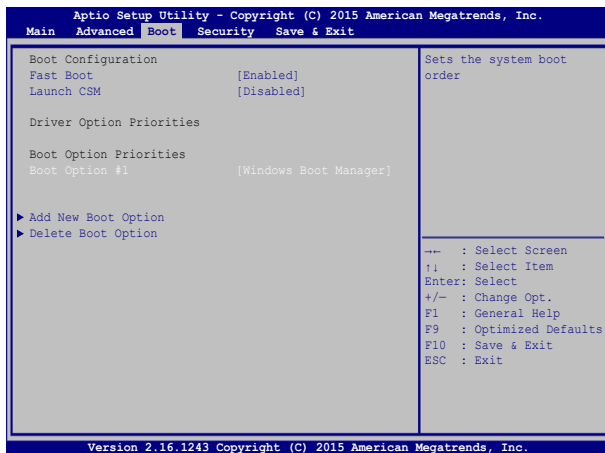 Aptio Setup Utility - Copyright (C) 2015 American Megatrends, Inc.
Main Advanced Boot Security Save & Exit
Boot Configuration
Fast Boot [Enabled]
Launch CSM [Disabled]
Driver Option Priorities
Boot Option Priorities
Boot Option #1 [Windows Boot Manager]
Add New Boot Option
Delete Boot Option
Sets the system boot
order
→← : Select Screen
↑↓ : Select Item
Enter: Select
+/— : Change Opt.
F1 : General Help
F9 : Optimized Defaults
F10 : Save & Exit
ESC : Exit
Version 2.16.1243 Copyright (C) 2015 American Megatrends, Inc.